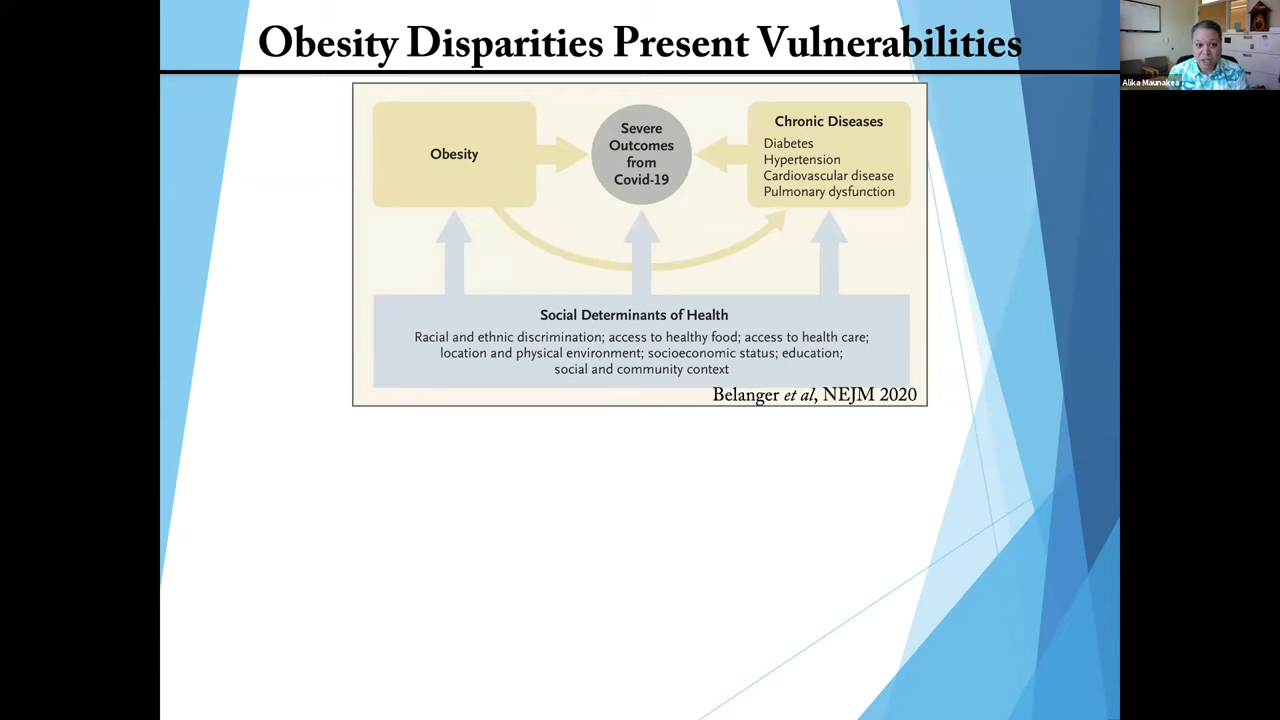 Obesity Disparities Present Vulnerabilities
Alika Maunakea
Obesity
Severe
Outcomes
from
Covid-19
Chronic Diseases
Diabetes
Hypertension
Cardiovascular disease
Pulmonary dysfunction
Social Determinants of Health
Racial and ethnic discrimination; access to healthy food; access to health care;
location and physical environment; socioeconomic status; education;
social and community context
Belanger et al, NEJM 2020